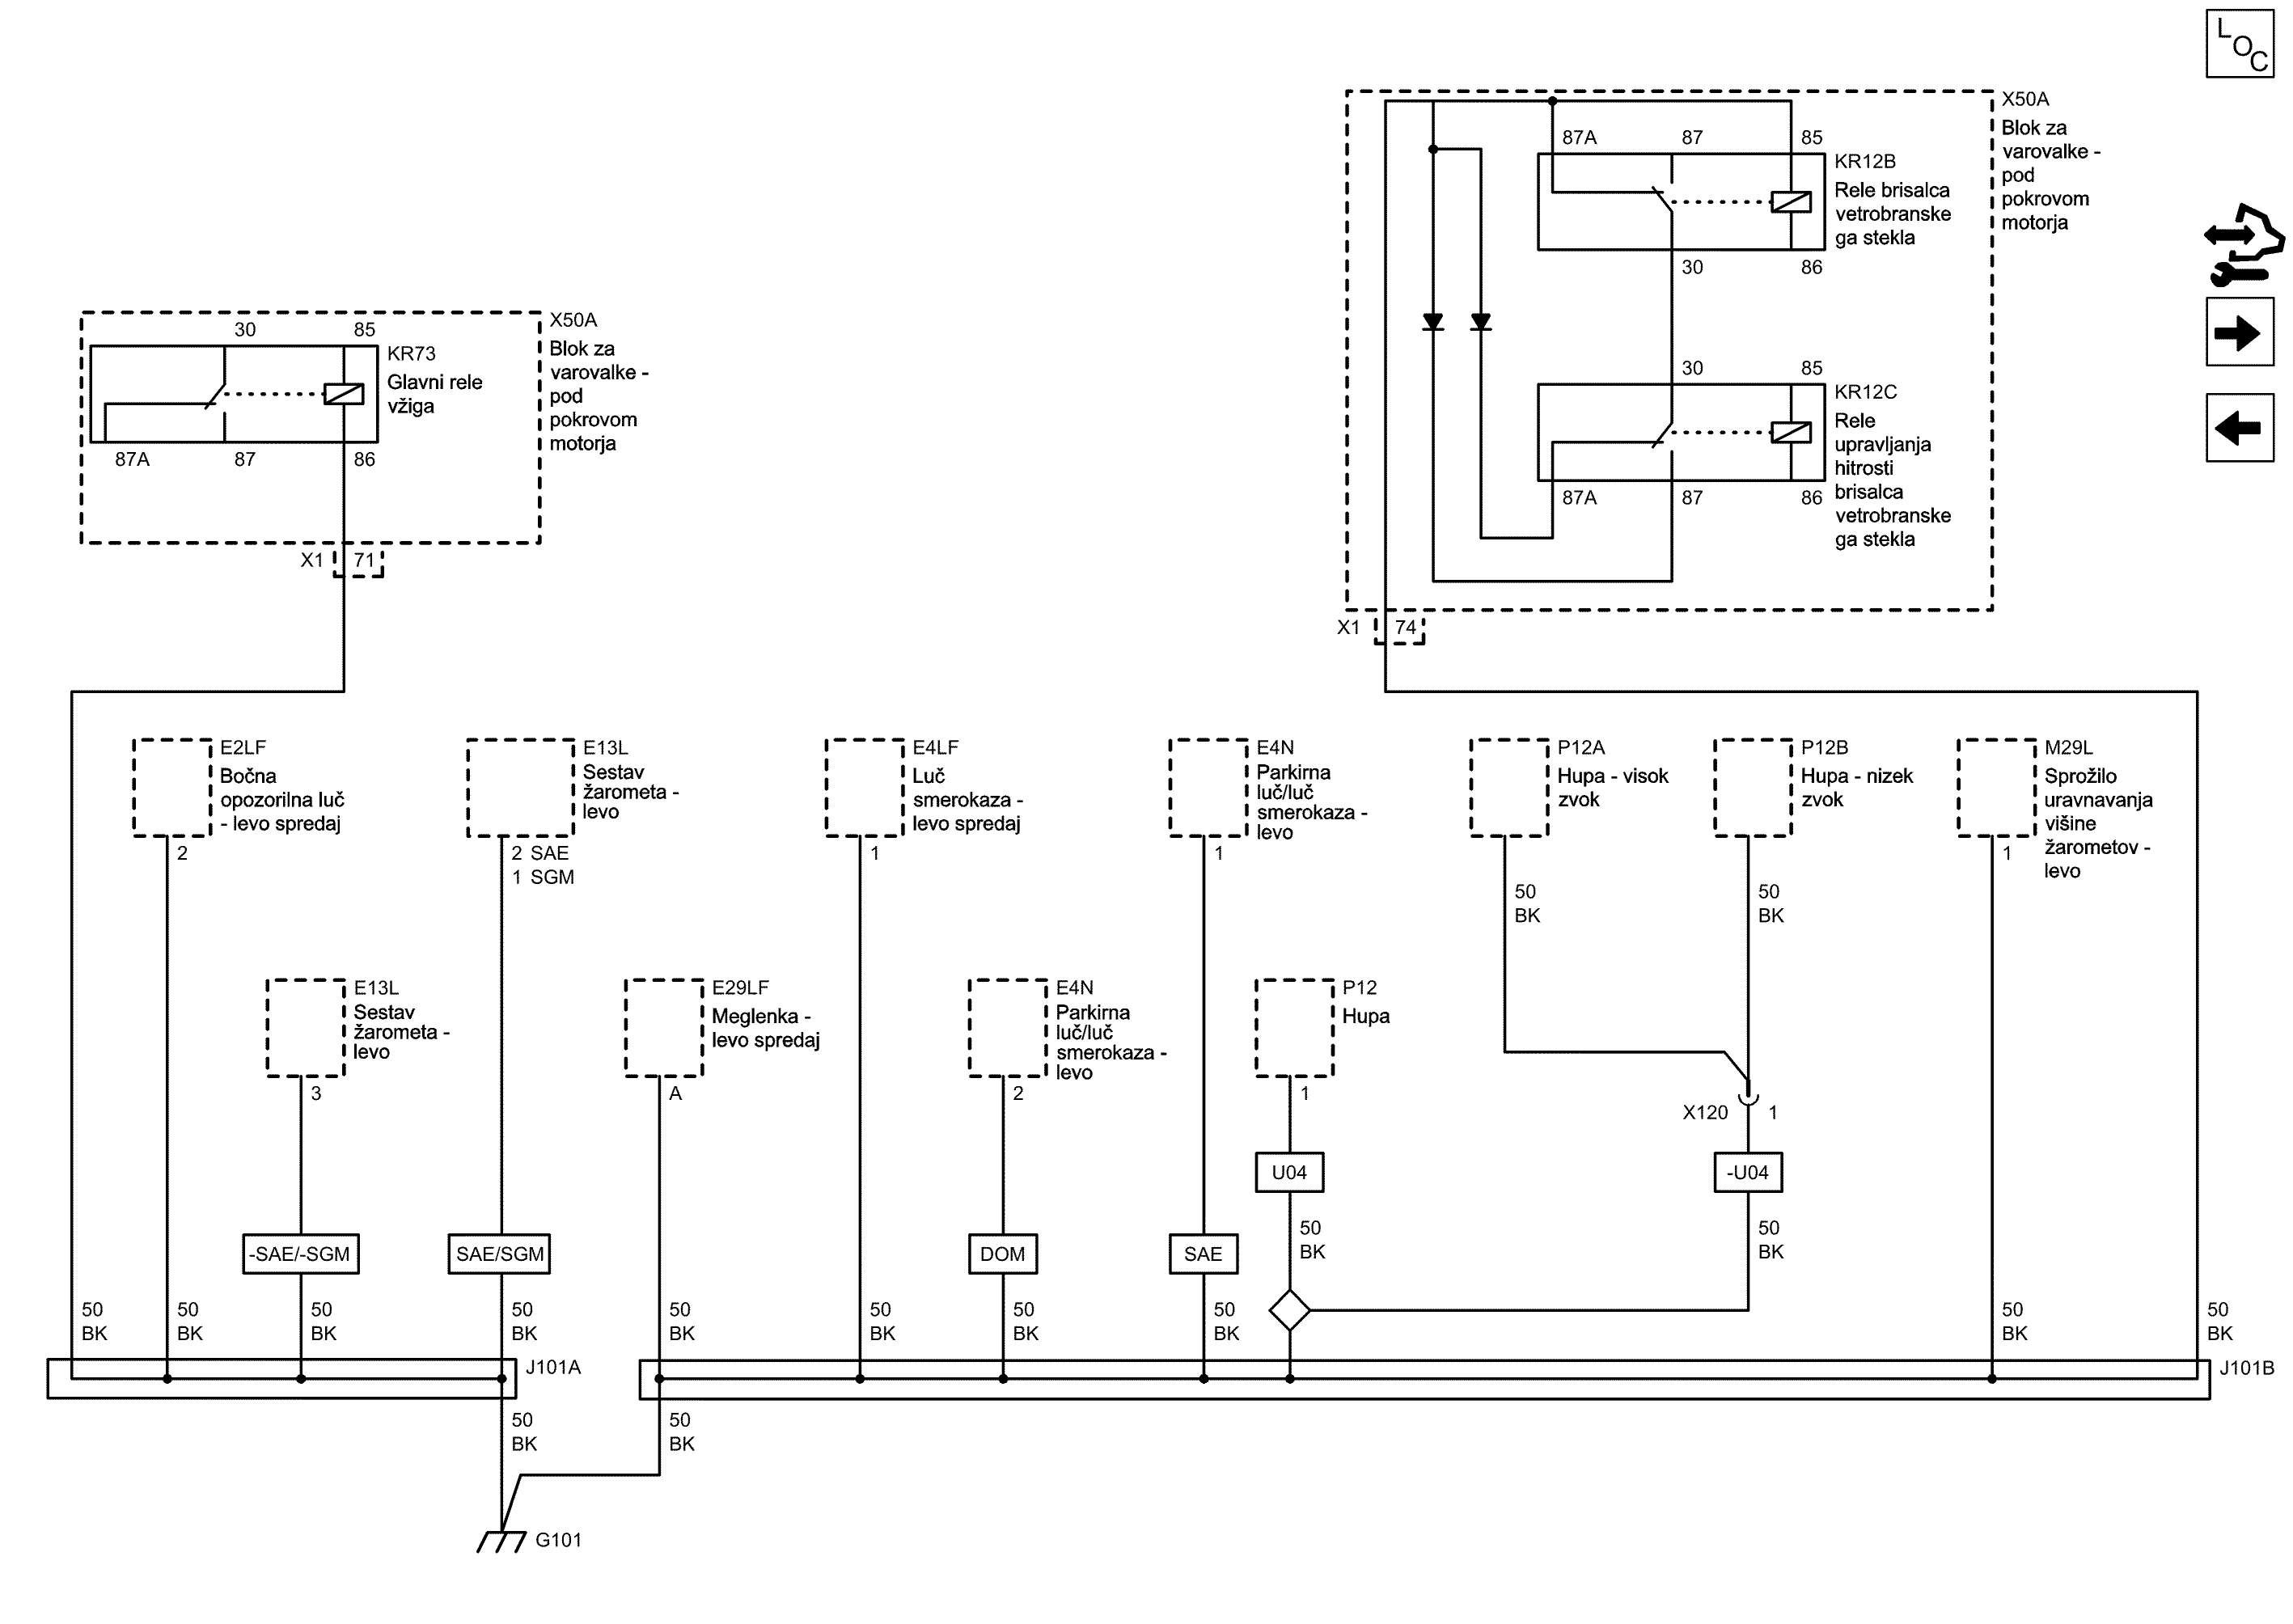 LOC
X50A
Blok za
varovalke -
pod
pokrovom
motorja
87A 87 85
KR12B
Rele brisalca
vetrobranske
ga stekla
30 86
30 85
KR12C
Rele
upravljanja
hitrosti
brisalca
vetrobranske
ga stekla
87A 87 86
X1 74
X50A
Blok za
varovalke -
pod
pokrovom
motorja
30 85
KR73
Glavni rele
vžiga
87A 87 86
X1 71
E2LF
Bočna
opozorilna luč
- levo spredaj
2
E13L
Sestav
žarometa -
levo
2 SAE
1 SGM
E4LF
Luč
smerokaza -
levo spredaj
1
E4N
Parkirna
luč/luč
smerokaza -
levo
1
P12A
Hupa - visok
zvok
50
BK
P12B
Hupa - nizek
zvok
50
BK
M29L
Sprožilo
uravnavanja
višine
žarometov -
levo
1
E13L
Sestav
žarometa -
levo
3
E29LF
Meglenka -
levo spredaj
A
E4N
Parkirna
luč/luč
smerokaza -
levo
2
P12
Hupa
1
X120 1
U04
-U04
50
BK
50
BK
-SAE/-SGM
SAE/SGM
DOM
SAE
50
BK
50
BK
50
BK
50
BK
50
BK
50
BK
50
BK
50
BK
50
BK
50
BK
J101A
J101B
50
BK
50
BK
G101